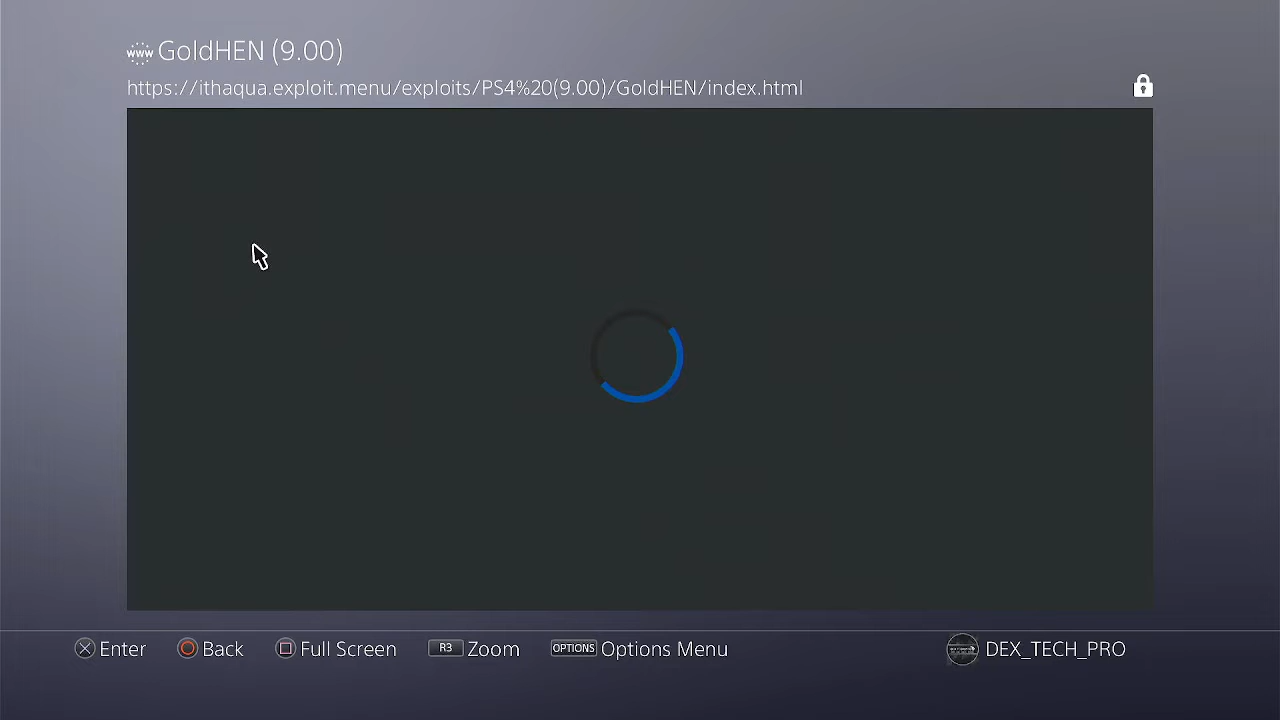 www GoldHEN (9.00)
https://ithaqua.exploit.menu/exploits/PS4%20(9.00)/GoldHEN/index.html
Enter Back Full Screen R3 Zoom OPTIONS Options Menu DEX_TECH_PRO